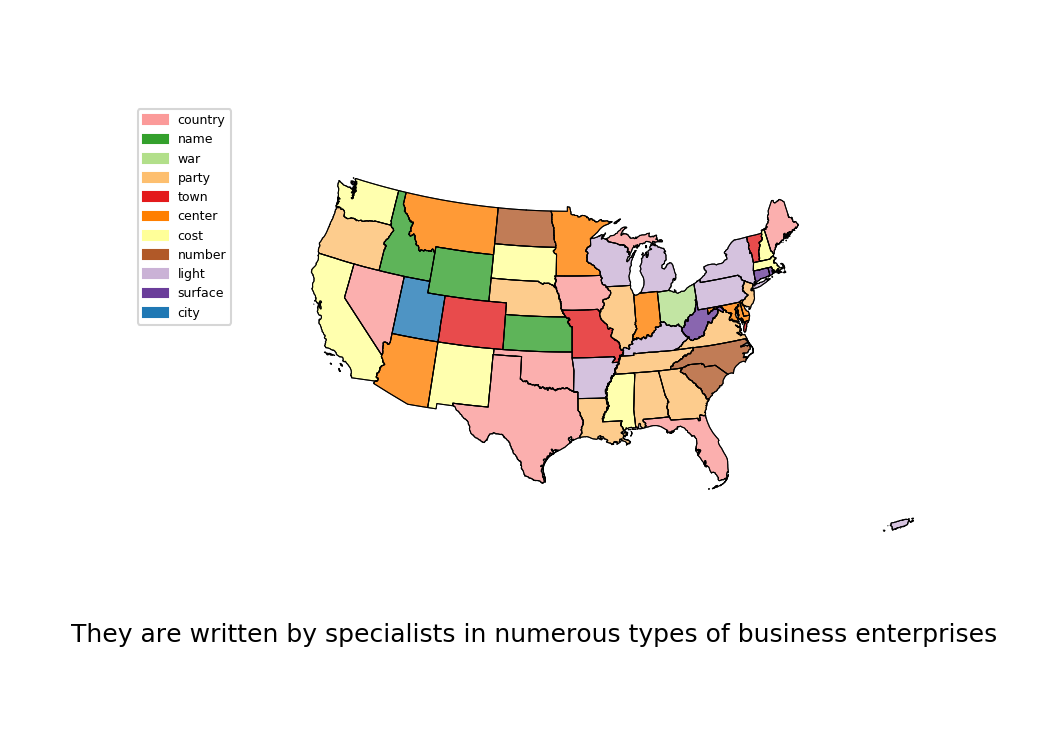 country
name
war
party
town
center
cost
number
light
surface
city
They are written by specialists in numerous types of business enterprises